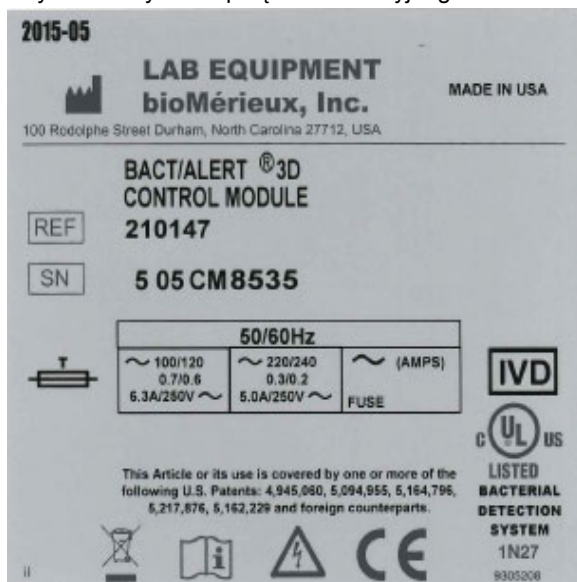 2015-05
LAB EQUIPMENT
bioMérieux, Inc.
MADE IN USA
100 Rodolphe Street Durham, North Carolina 27712, USA
BACT/ALERT ®3D
CONTROL MODULE
REF 210147
SN 5 05 CM8535
50/60Hz
T
~ 100/120 ~ 220/240 ~ (AMPS)
0.7/0.6 0.3/0.2
6.3A/250V ~ 5.0A/250V ~ FUSE
IVD
C UL US
LISTED
BACTERIAL
DETECTION
SYSTEM
1N27
9305208
This Article or its use is covered by one or more of the
following U.S. Patents: 4,945,060, 5,094,955, 5,164,796,
5,217,876, 5,162,229 and foreign counterparts.
i
CE